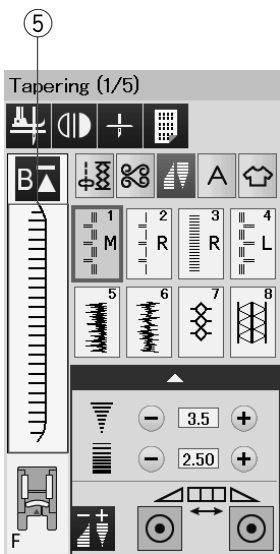 5
Tapering (1/5)
B A
1 M 2 R 3 R 4 L
5 6 7 8
− 3.5 +
− 2.50 +
F − +